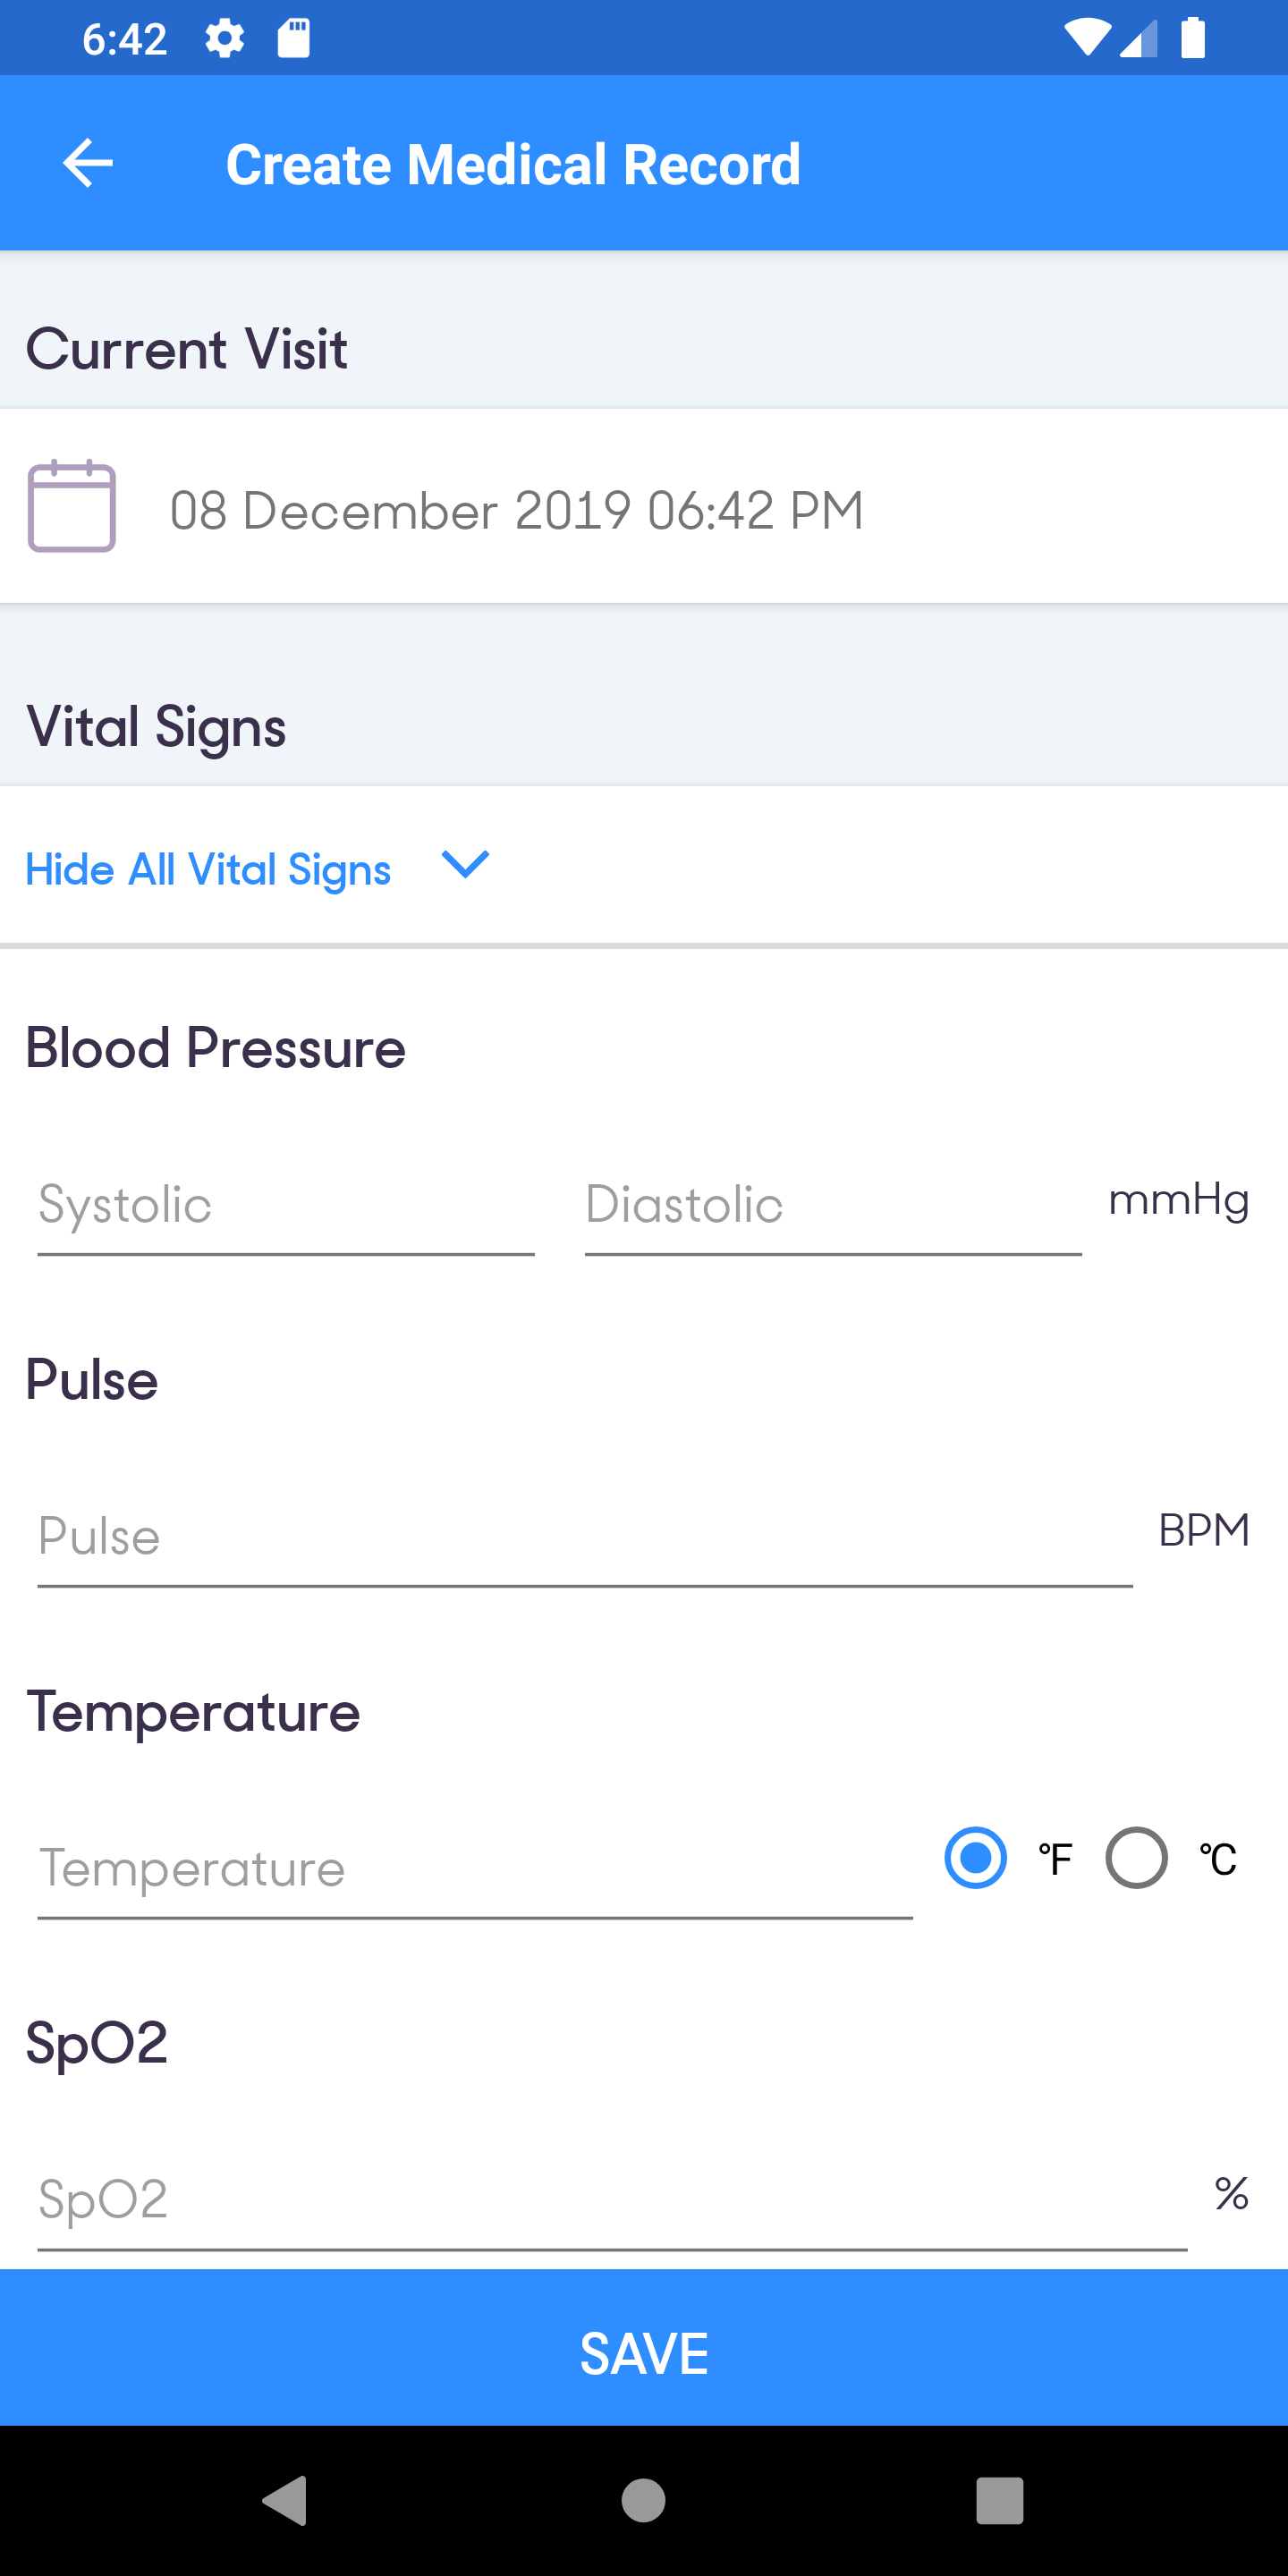 6:42
Create Medical Record
Current Visit
08 December 2019 06:42 PM
Vital Signs
Hide All Vital Signs
Blood Pressure
Systolic Diastolic mmHg
Pulse
Pulse BPM
Temperature
Temperature °F °C
SpO2
SpO2 %
SAVE